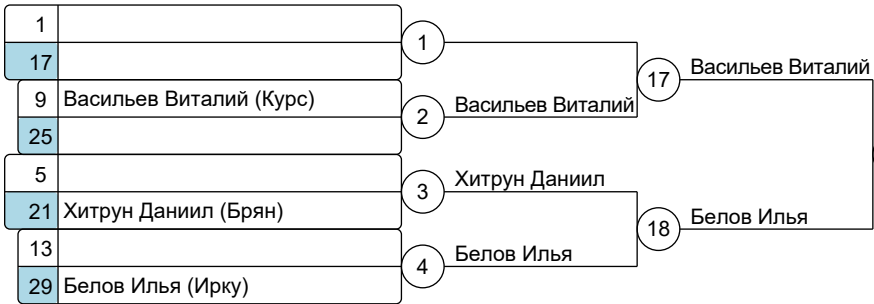 1
17
1
9 Васильев Виталий (Курс)
25
2 Васильев Виталий
17 Васильев Виталий
5
21 Хитрун Даниил (Брян)
3 Хитрун Даниил
13
29 Белов Илья (Ирку)
4 Белов Илья
18 Белов Илья